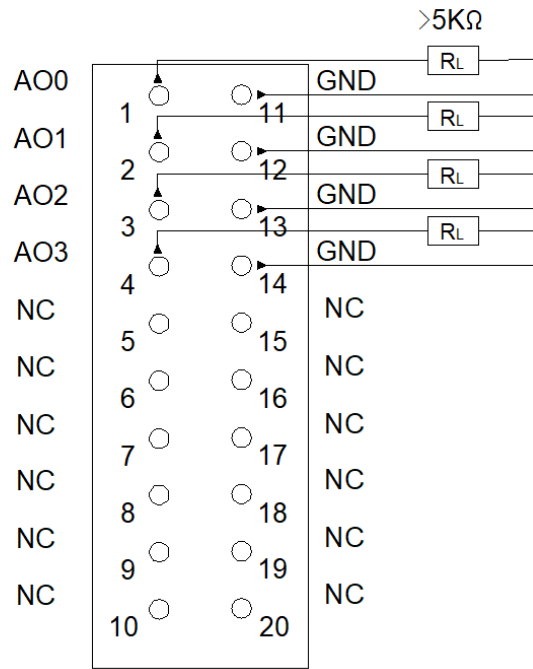 >5KΩ
RL
AO0 1 11 GND
RL
AO1 2 12 GND
RL
AO2 3 13 GND
RL
AO3 4 14 GND
NC 5 15 NC
NC 6 16 NC
NC 7 17 NC
NC 8 18 NC
NC 9 19 NC
NC 10 20 NC